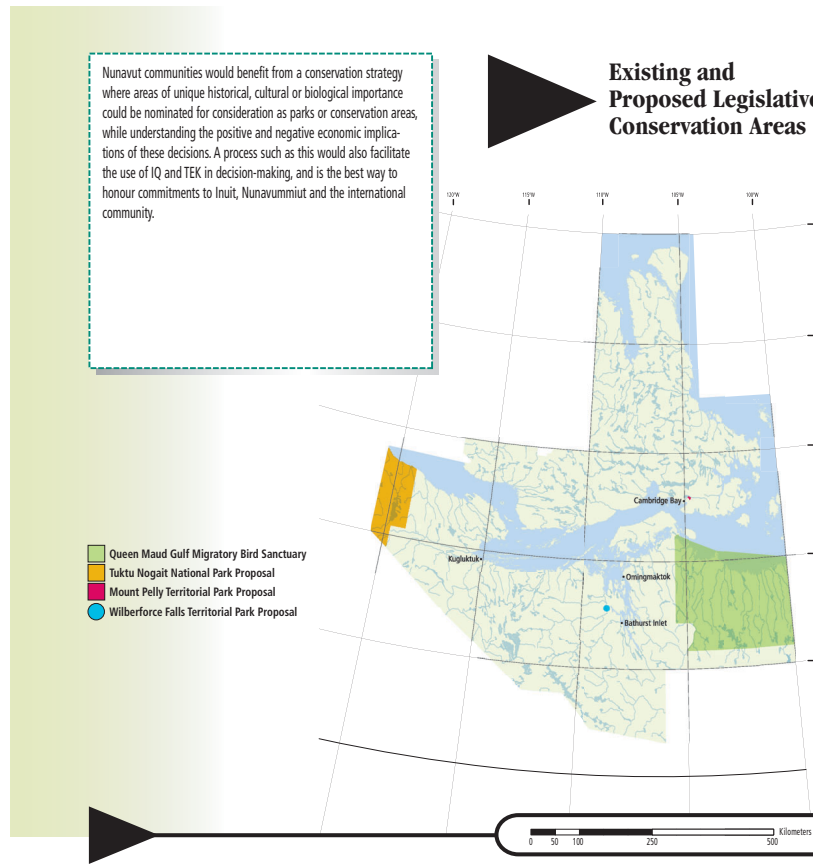 Nunavut communities would benefit from a conservation strategy
where areas of unique historical, cultural or biological importance
could be nominated for consideration as parks or conservation areas,
while understanding the positive and negative economic implica-
tions of these decisions. A process such as this would also facilitate
the use of IQ and TEK in decision-making, and is the best way to
honour commitments to Inuit, Nunavummiut and the international
community.
Existing and
Proposed Legislative
Conservation Areas
120°W 115°W 110°W 105°W 100°W
Cambridge Bay
Kugluktuk
Omingmaktok
Bathurst Inlet
Queen Maud Gulf Migratory Bird Sanctuary
Tuktu Nogait National Park Proposal
Mount Pelly Territorial Park Proposal
Wilberforce Falls Territorial Park Proposal
0 50 100 250 500 Kilometers